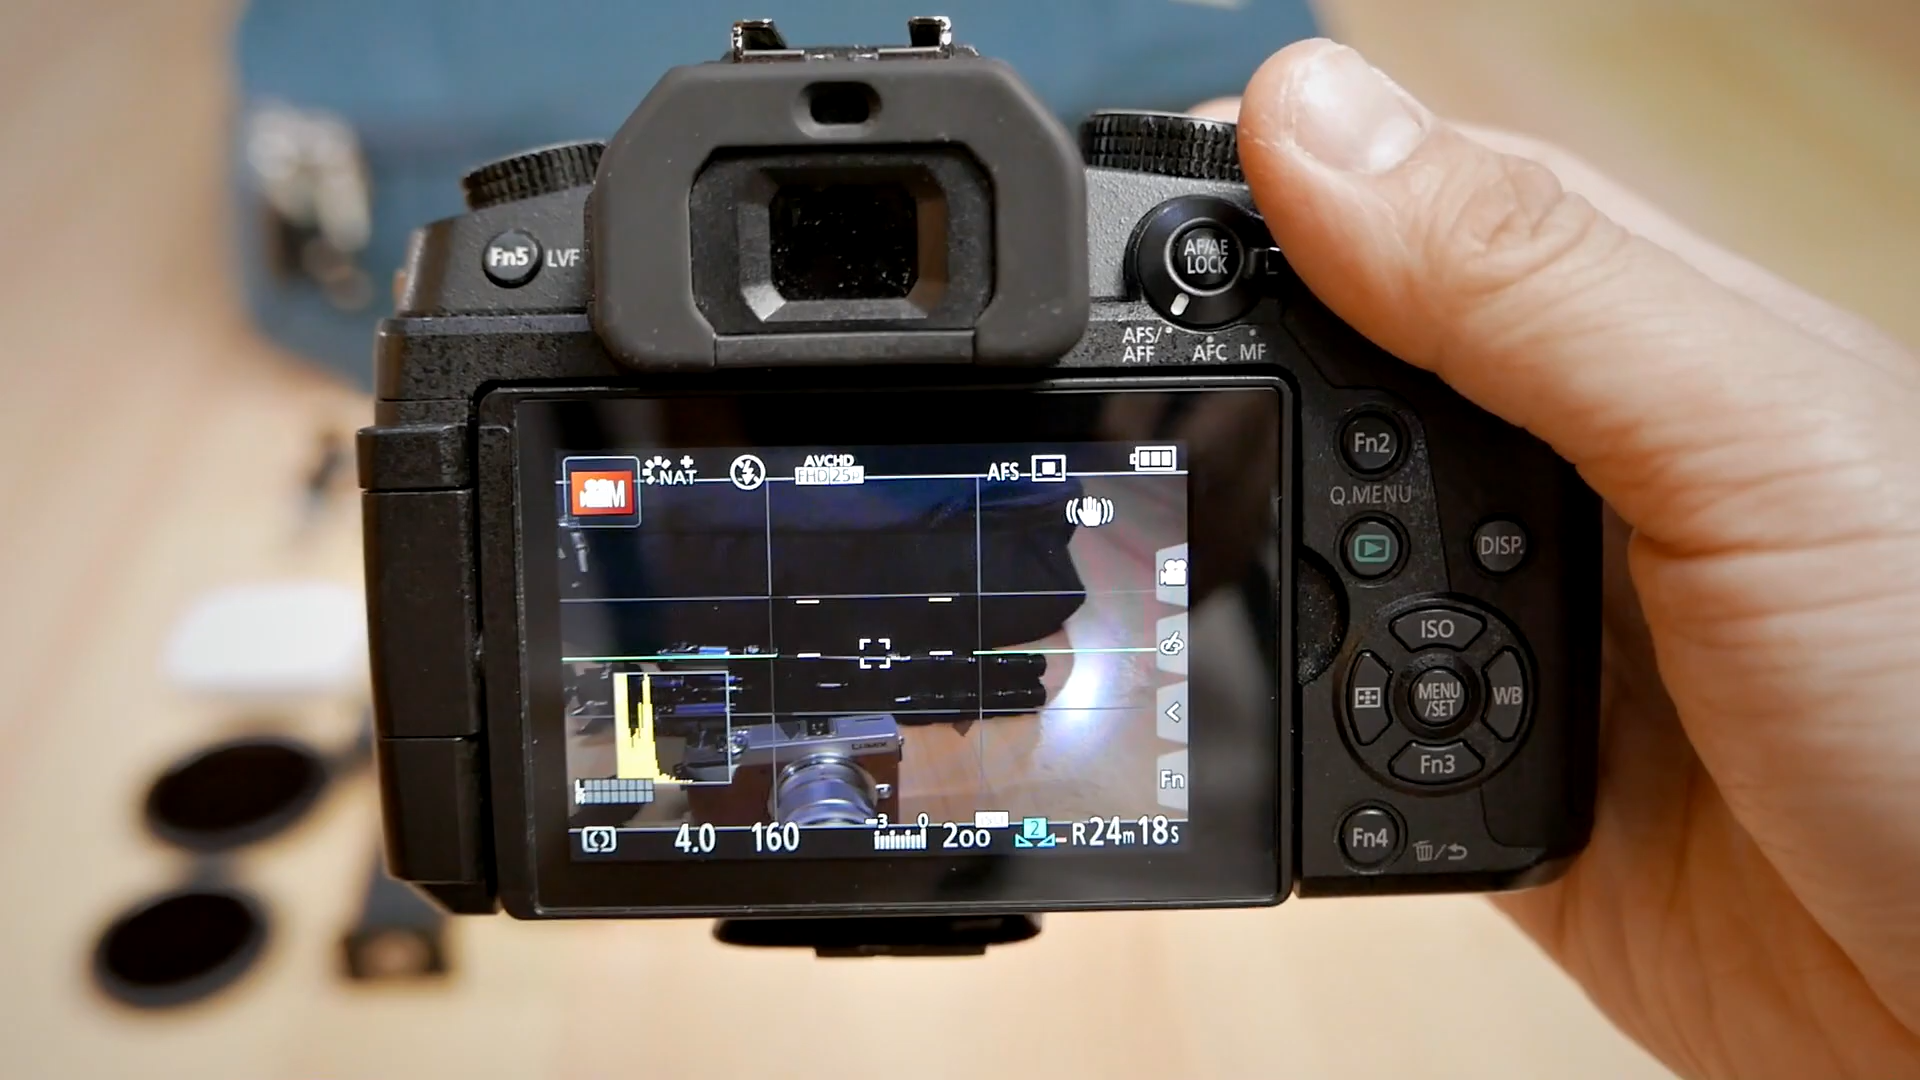 Fn5 LVF
AF/AE
LOCK
AFS/
AFF
AFC MF
Fn2
Q.MENU
DISP.
ISO
MENU
/SET
WB
Fn3
Fn4
M
NAT
AVCHD
FHD 25p
AFS
LUMIX
<
Fn
4.0 160 -3 0 200 2 R24m18s